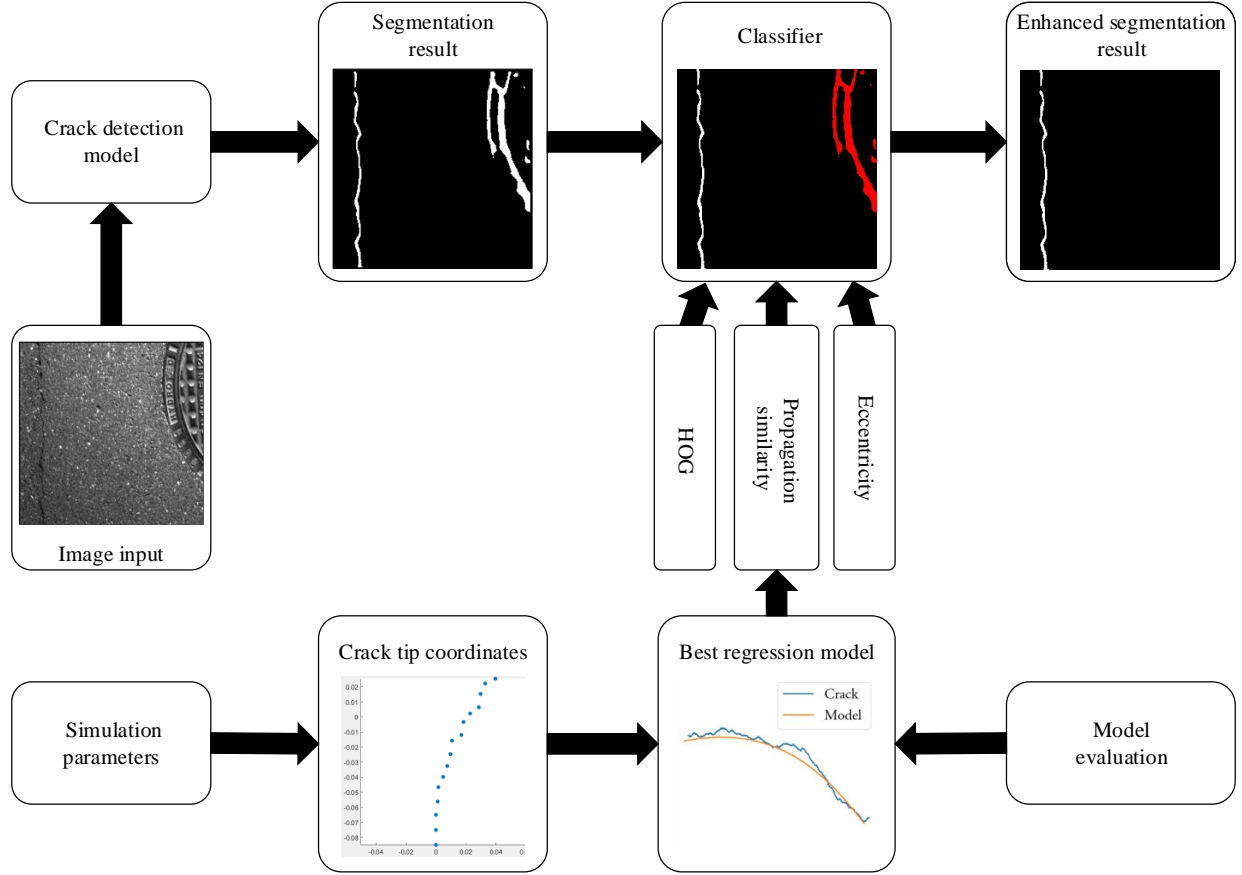 Segmentation
result
Classifier
Enhanced segmentation
result
Crack detection
model
HYDRO
Image input
HOG
Propagation
similarity
Eccentricity
Crack tip coordinates
0.02
0.01
0
-0.01
-0.02
-0.03
-0.04
-0.05
-0.06
-0.07
-0.08
-0.04
-0.02
0
0.02
0.04
Best regression model
Crack
Model
Simulation
parameters
Model
evaluation